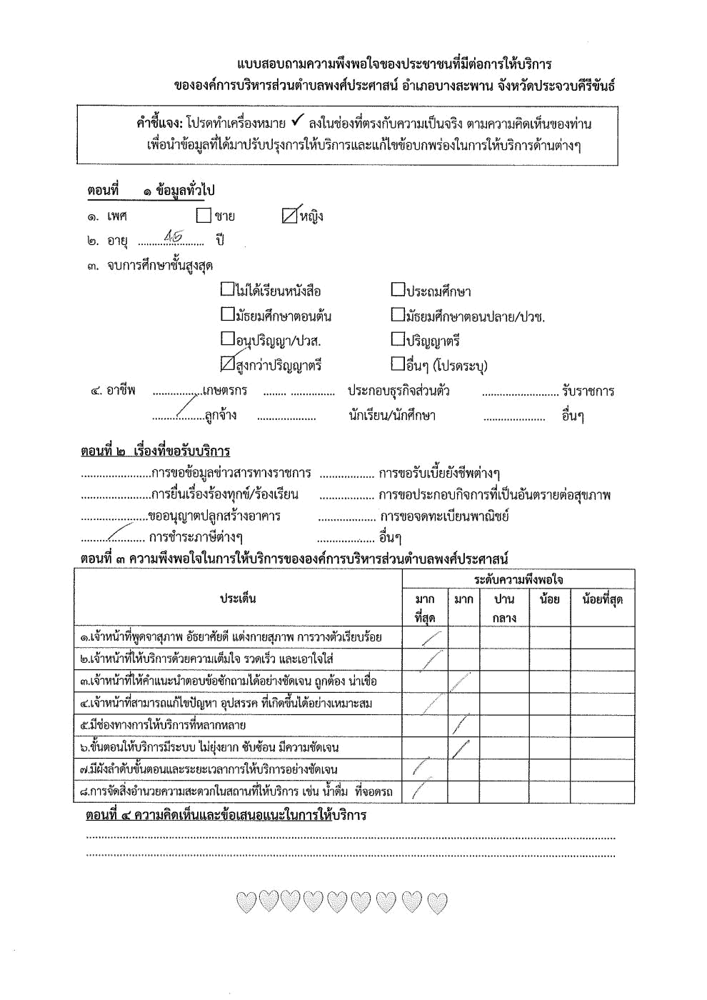 แบบสอบถามความพึงพอใจของประชาชนที่มีต่อการให้บริการ
ขององค์การบริหารส่วนตำบลพงศ์ประศาสน์ อำเภอบางสะพาน จังหวัดประจวบคีรีขันธ์
คำชี้แจง: โปรดทำเครื่องหมาย ✓ ลงในช่องที่ตรงกับความเป็นจริง ตามความคิดเห็นของท่าน
เพื่อนำข้อมูลที่ได้มาปรับปรุงการให้บริการและแก้ไขข้อบกพร่องในการให้บริการด้านต่างๆ
ตอนที่ ๑ ข้อมูลทั่วไป
๑. เพศ ☐ ชาย ☑ หญิง
๒. อายุ ........................ ปี
๓. จบการศึกษาชั้นสูงสุด
☐ ไม่ได้เรียนหนังสือ ☐ ประถมศึกษา
☐ มัธยมศึกษาตอนต้น ☐ มัธยมศึกษาตอนปลาย/ปวช.
☐ อนุปริญญา/ปวส. ☐ ปริญญาตรี
☑ สูงกว่าปริญญาตรี ☐ อื่นๆ (โปรดระบุ)
๔. อาชีพ .................เกษตรกร ........ .............. ประกอบธุรกิจส่วนตัว ........................... รับราชการ
........./.........ลูกจ้าง ..................... นักเรียน/นักศึกษา ...................... อื่นๆ
ตอนที่ ๒ เรื่องที่ขอรับบริการ
.......................การขอข้อมูลข่าวสารทางราชการ .................. การขอรับเบี้ยยังชีพต่างๆ
.......................การยื่นเรื่องร้องทุกข์/ร้องเรียน .................. การขอประกอบกิจการที่เป็นอันตรายต่อสุขภาพ
......................ขออนุญาตปลูกสร้างอาคาร ................... การขอจดทะเบียนพาณิชย์
........../.......... การชำระภาษีต่างๆ ................... อื่นๆ
ตอนที่ ๓ ความพึงพอใจในการให้บริการขององค์การบริหารส่วนตำบลพงศ์ประศาสน์
ระดับความพึงพอใจ
ประเด็น มาก มาก ปาน น้อย น้อยที่สุด
ที่สุด กลาง
๑.เจ้าหน้าที่พูดจาสุภาพ อัธยาศัยดี แต่งกายสุภาพ การวางตัวเรียบร้อย /
๒.เจ้าหน้าที่ให้บริการด้วยความเต็มใจ รวดเร็ว และเอาใจใส่ /
๓.เจ้าหน้าที่ให้คำแนะนำตอบข้อซักถามได้อย่างชัดเจน ถูกต้อง น่าเชื่อ /
๔.เจ้าหน้าที่สามารถแก้ไขปัญหา อุปสรรค ที่เกิดขึ้นได้อย่างเหมาะสม /
๕.มีช่องทางการให้บริการที่หลากหลาย /
๖.ขั้นตอนให้บริการมีระบบ ไม่ยุ่งยาก ซับซ้อน มีความชัดเจน /
๗.มีผังลำดับขั้นตอนและระยะเวลาการให้บริการอย่างชัดเจน /
๘.การจัดสิ่งอำนวยความสะดวกในสถานที่ให้บริการ เช่น น้ำดื่ม ที่จอดรถ /
ตอนที่ ๔ ความคิดเห็นและข้อเสนอแนะในการให้บริการ